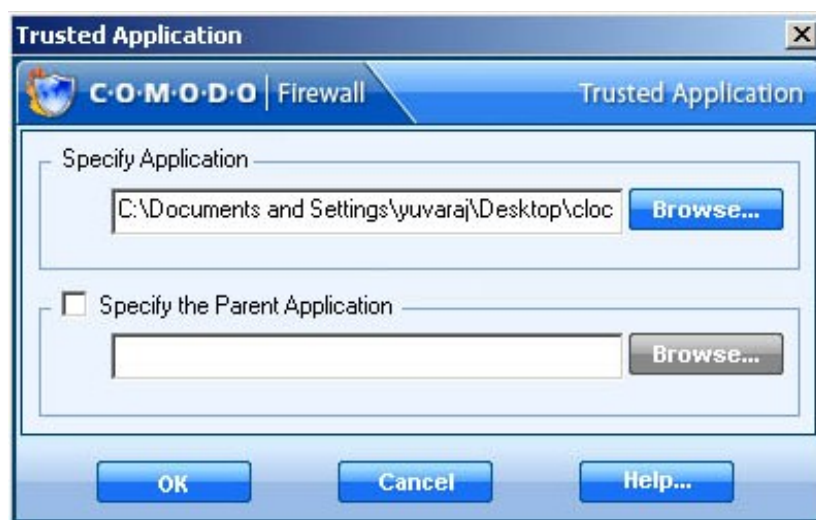 Trusted Application
C·O·M·O·D·O | Firewall
Trusted Application
Specify Application
C:\Documents and Settings\yuvaraj\Desktop\cloc
Browse...
Specify the Parent Application
Browse...
OK
Cancel
Help...